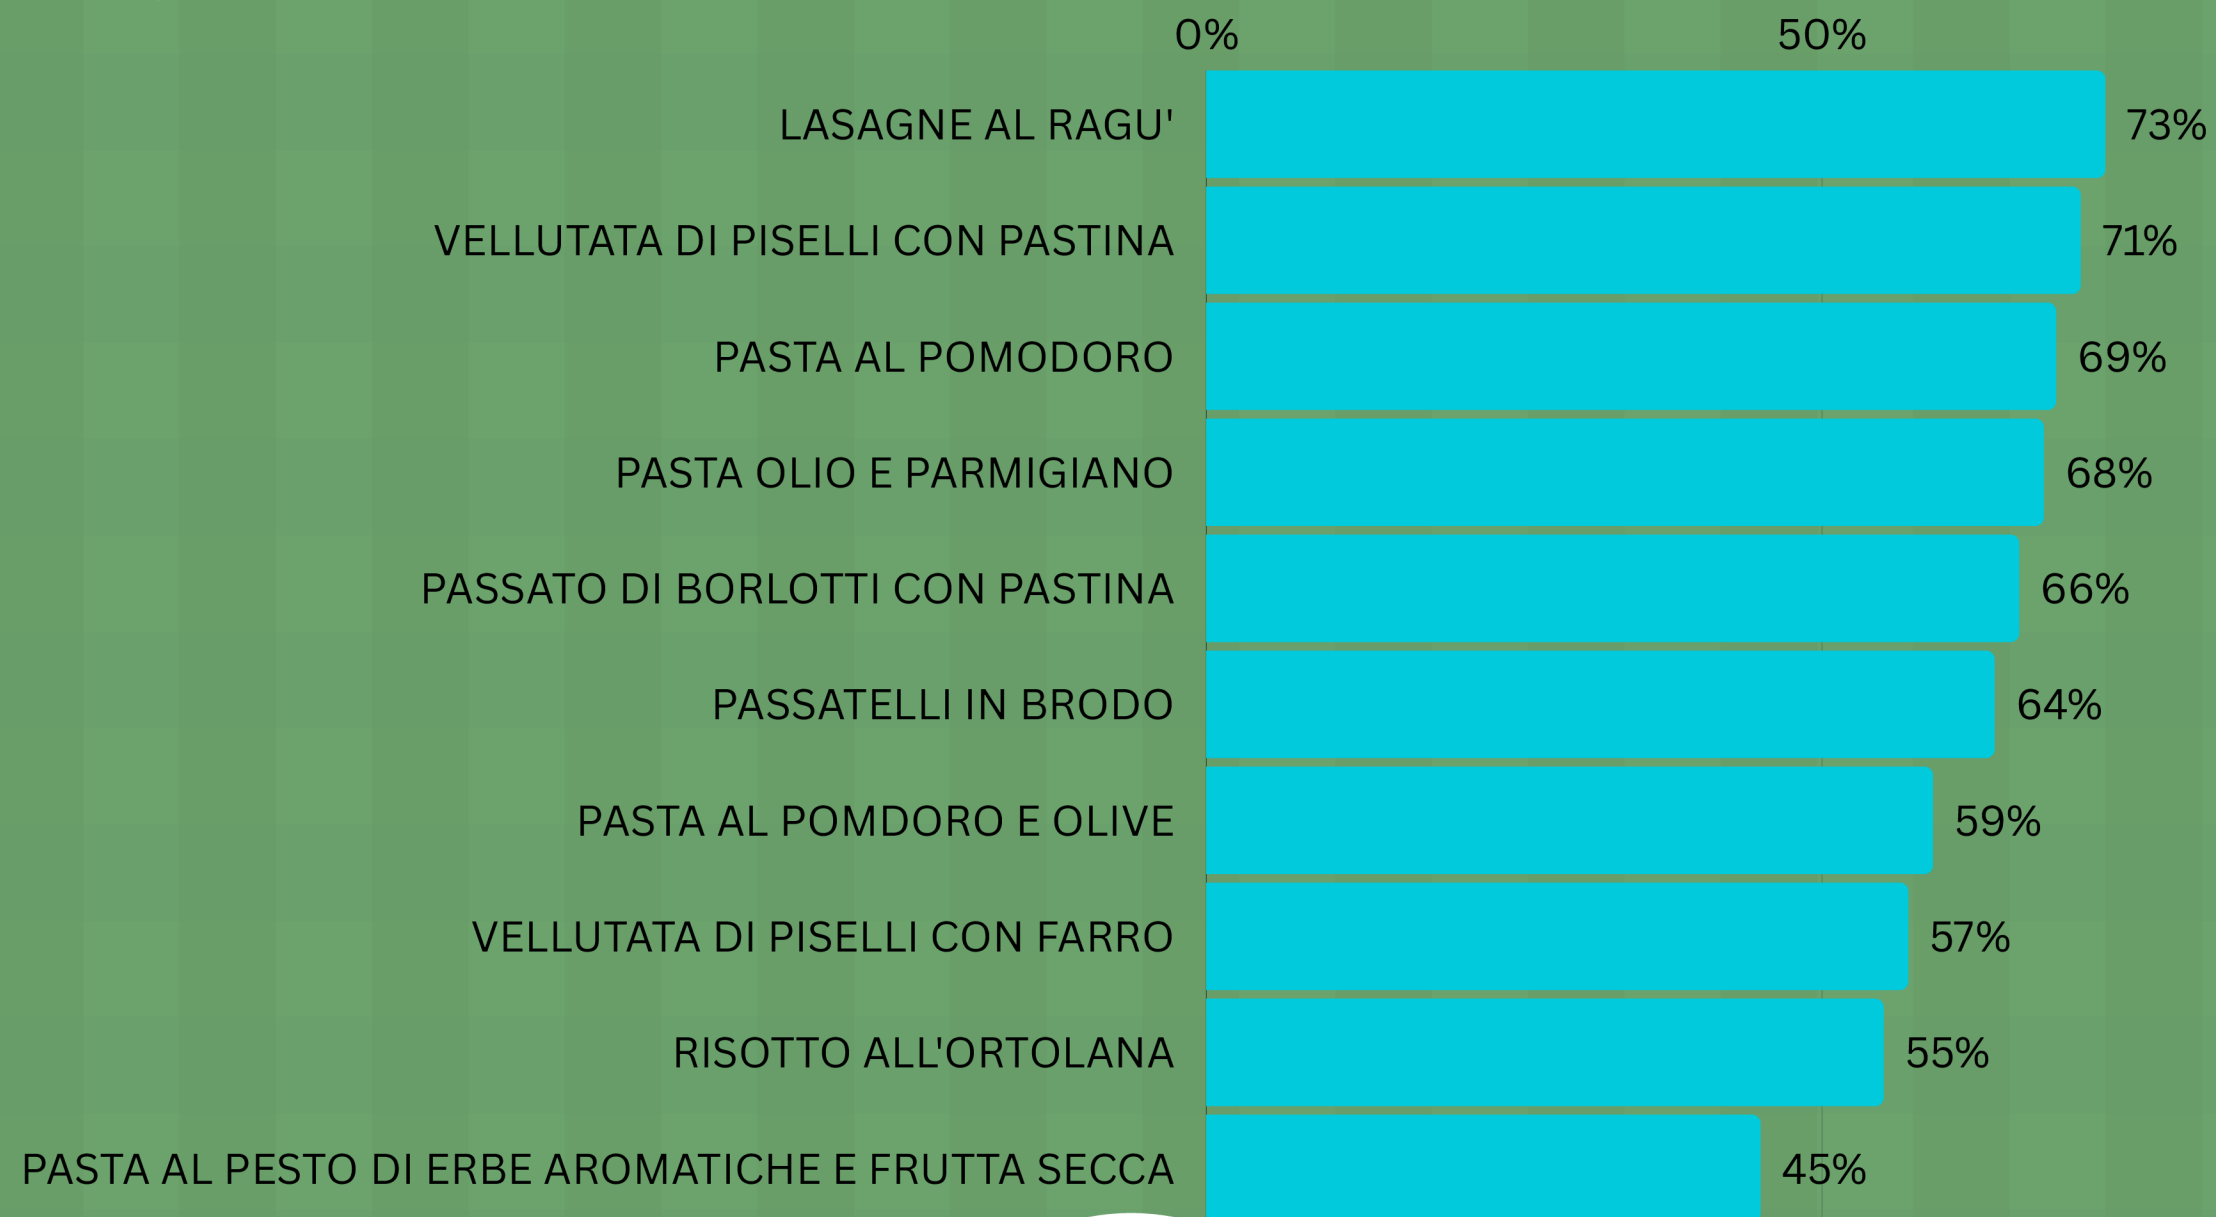 0% 50%
LASAGNE AL RAGU' 73%
VELLUTATA DI PISELLI CON PASTINA 71%
PASTA AL POMODORO 69%
PASTA OLIO E PARMIGIANO 68%
PASSATO DI BORLOTTI CON PASTINA 66%
PASSATELLI IN BRODO 64%
PASTA AL POMDORO E OLIVE 59%
VELLUTATA DI PISELLI CON FARRO 57%
RISOTTO ALL'ORTOLANA 55%
PASTA AL PESTO DI ERBE AROMATICHE E FRUTTA SECCA 45%